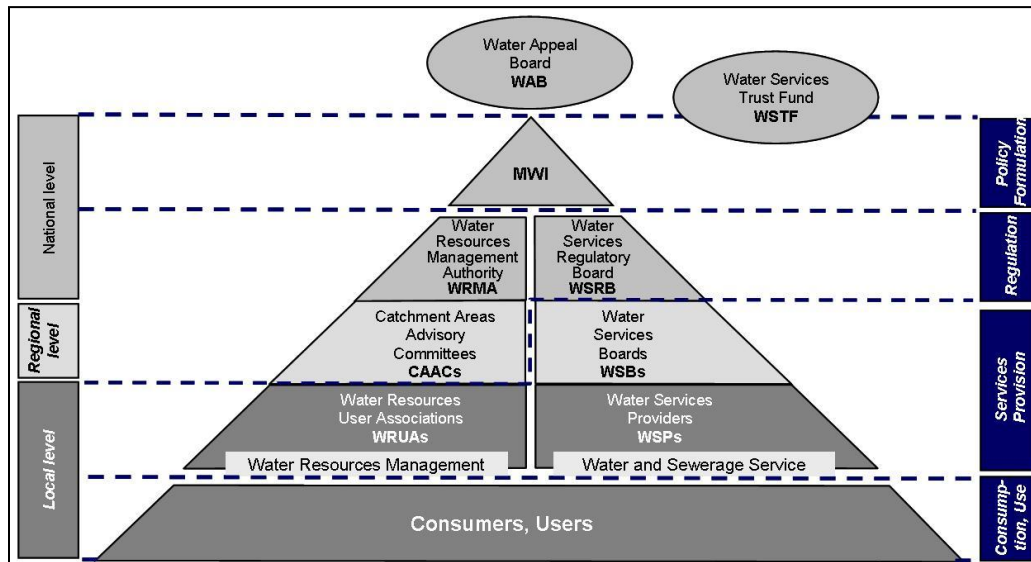 Water Appeal
Board
WAB
Water Services
Trust Fund
WSTF
National level
Policy
Formulation
MWI
Water
Resources
Management
Authority
WRMA
Water
Services
Regulatory
Board
WSRB
Regulation
Regional
level
Catchment Areas
Advisory
Committees
CAACs
Water
Services
Boards
WSBs
Services
Provision
Local level
Water Resources
User Associations
WRUAs
Water Services
Providers
WSPs
Water Resources Management
Water and Sewerage Service
Consumers, Users
Consump-
tion, Use